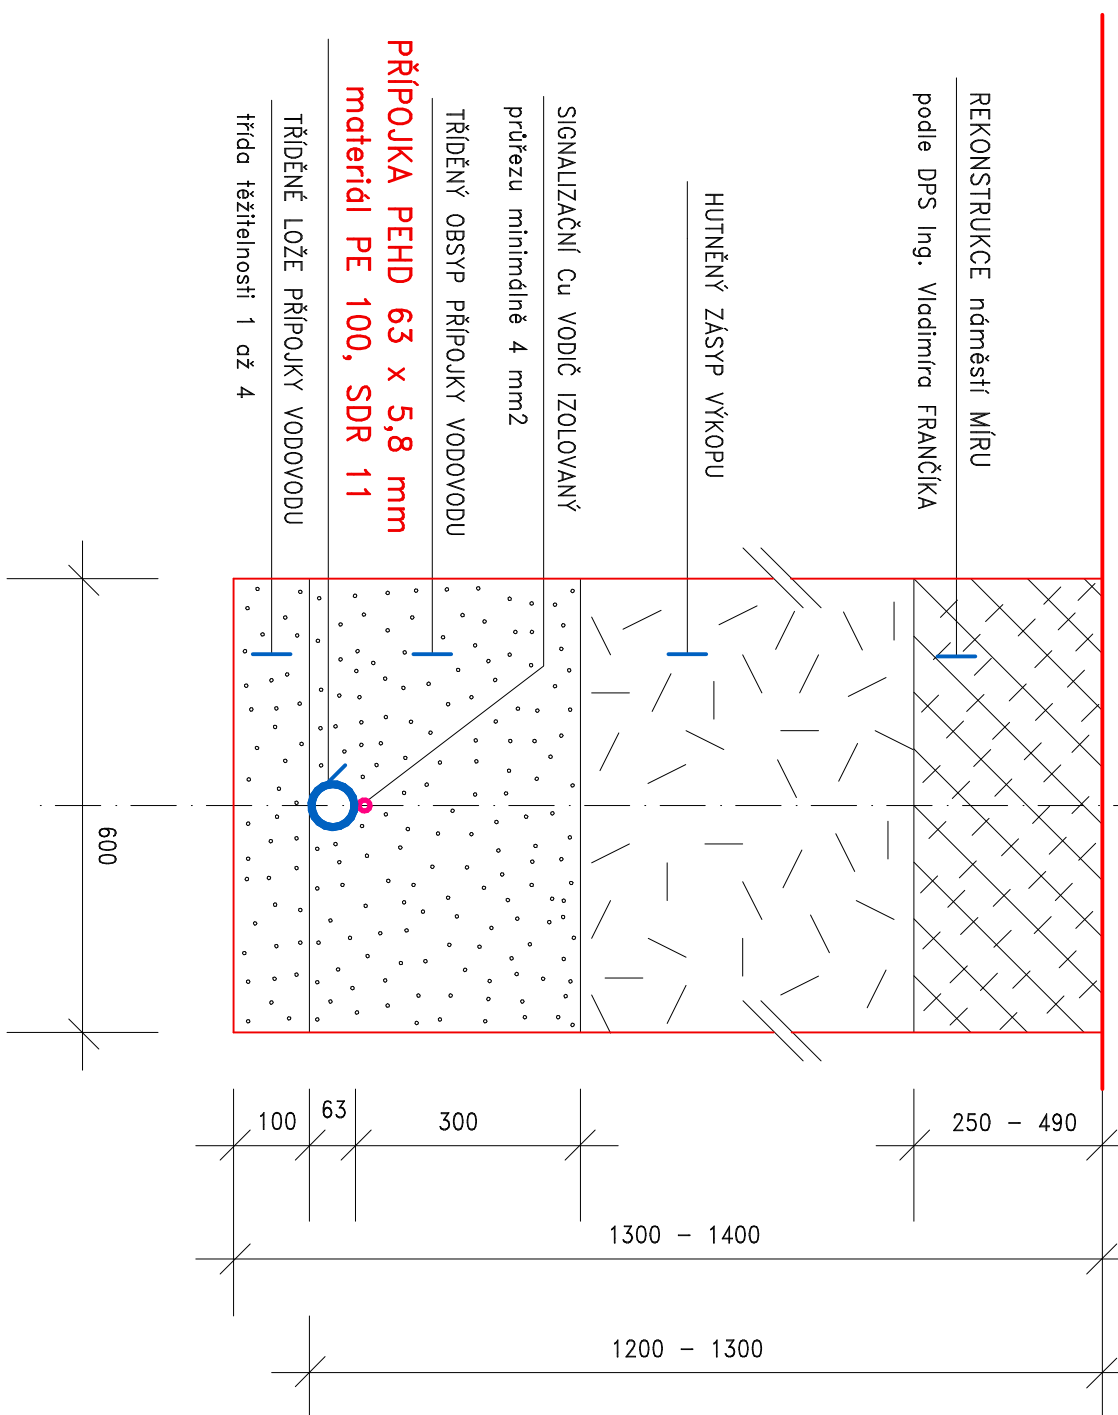 REKONSTRUKCE náměstí MÍRU
podle DPS Ing. Vladimíra FRANČÍKA
HUTNĚNÝ ZÁSYP VÝKOPU
SIGNALIZAČNÍ Cu VODIČ IZOLOVANÝ
průřezu minimálně 4 mm2
TŘÍDĚNÝ OBSYP PŘÍPOJKY VODOVODU
PŘÍPOJKA PEHD 63 x 5,8 mm
materiál PE 100, SDR 11
TŘÍDĚNÉ LOŽE PŘÍPOJKY VODOVODU
třída těžitelnosti 1 až 4
600
100
63
300
250 – 490
1300 – 1400
1200 – 1300